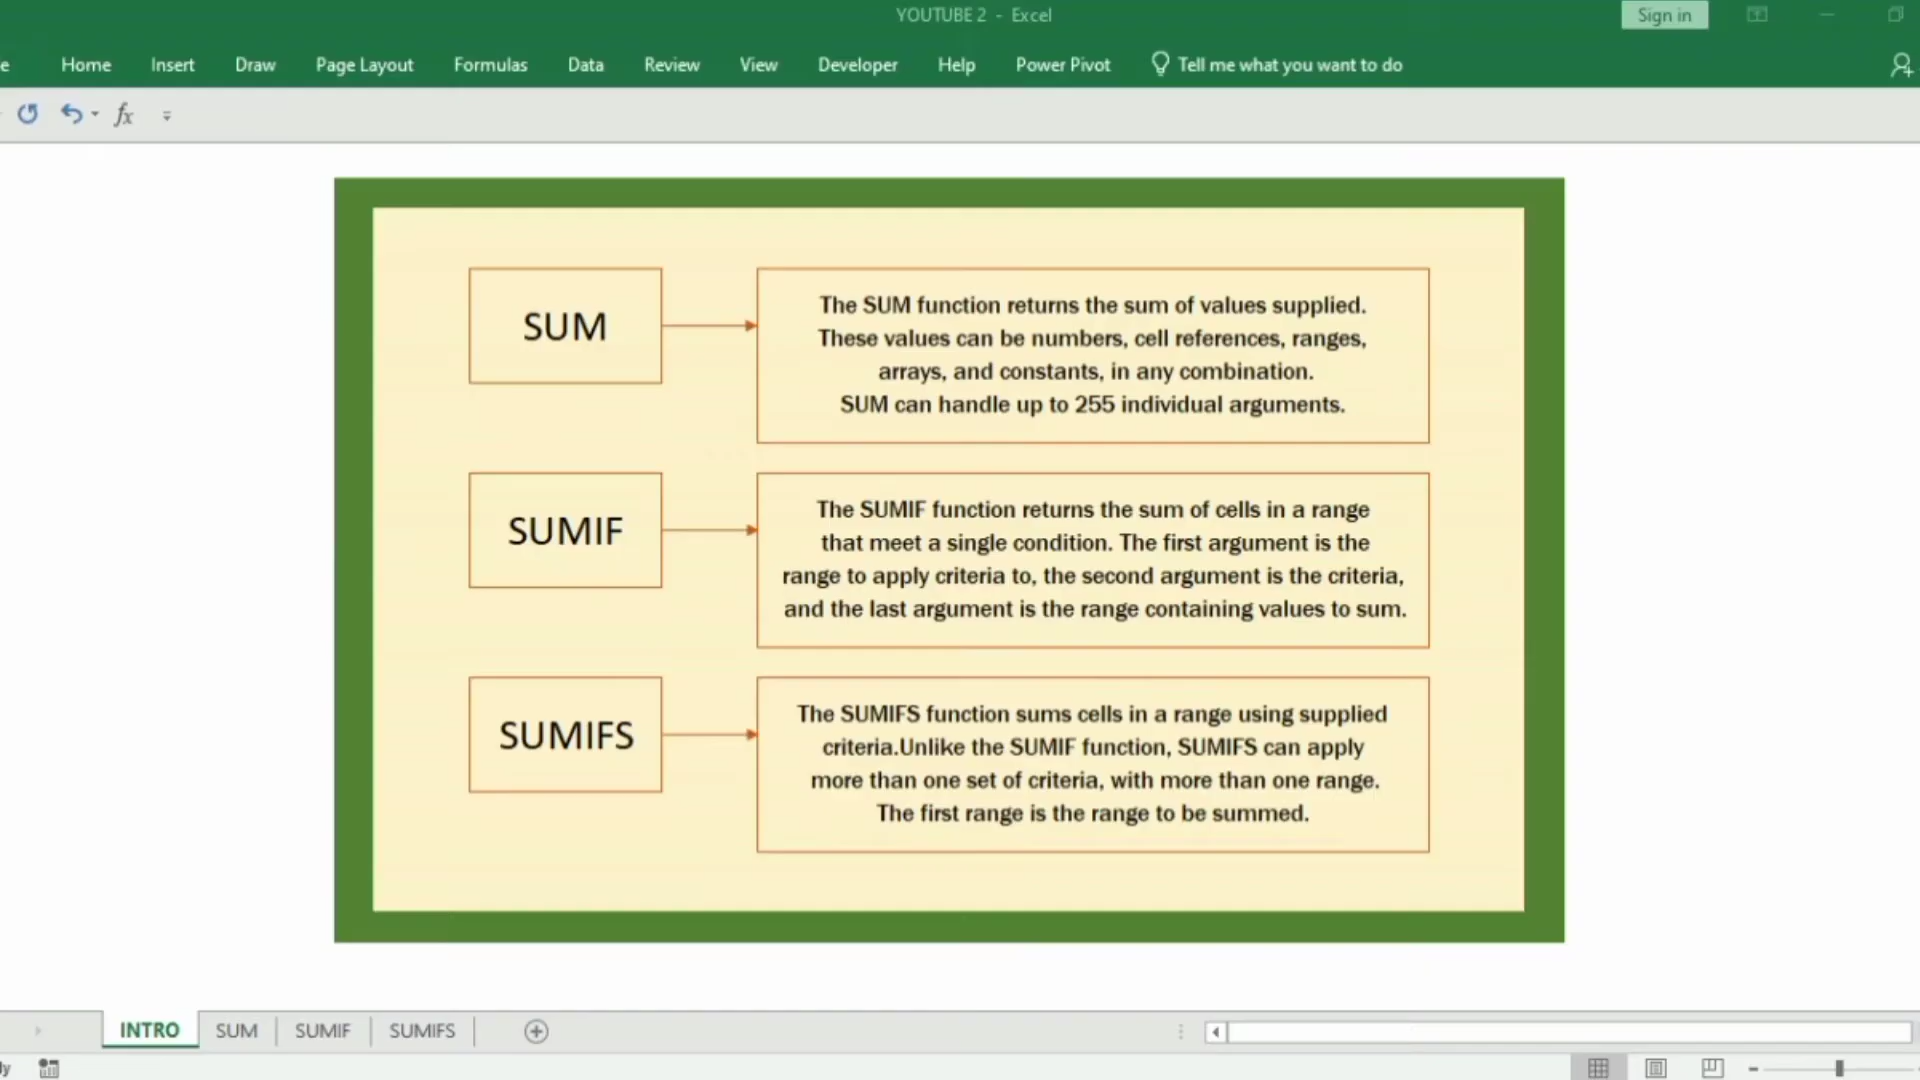 YOUTUBE 2 - Excel
Sign in
Home Insert Draw Page Layout Formulas Data Review View Developer Help Power Pivot Tell me what you want to do
fx
SUM
The SUM function returns the sum of values supplied.
These values can be numbers, cell references, ranges,
arrays, and constants, in any combination.
SUM can handle up to 255 individual arguments.
SUMIF
The SUMIF function returns the sum of cells in a range
that meet a single condition. The first argument is the
range to apply criteria to, the second argument is the criteria,
and the last argument is the range containing values to sum.
SUMIFS
The SUMIFS function sums cells in a range using supplied
criteria.Unlike the SUMIF function, SUMIFS can apply
more than one set of criteria, with more than one range.
The first range is the range to be summed.
INTRO SUM SUMIF SUMIFS